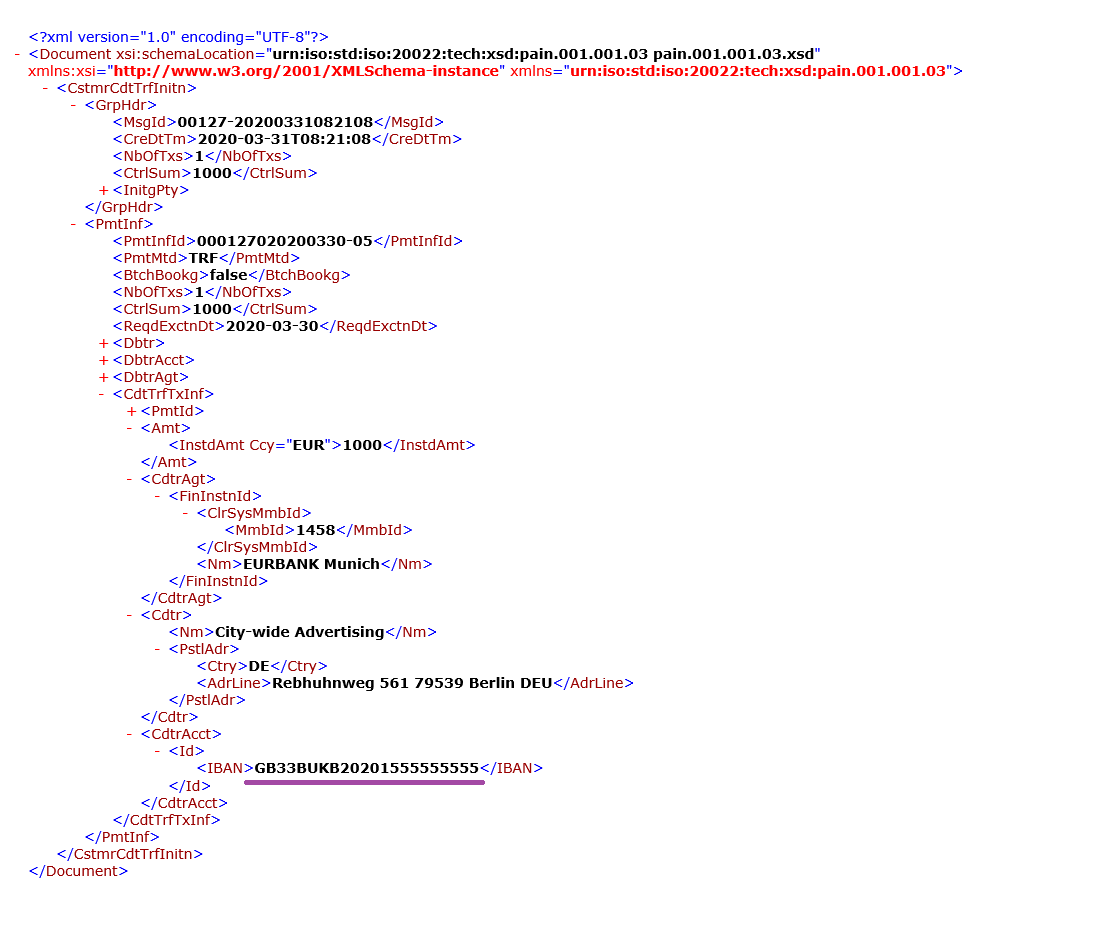 <?xml version="1.0" encoding="UTF-8"?>
- <Document xsi:schemaLocation="urn:iso:std:iso:20022:tech:xsd:pain.001.001.03 pain.001.001.03.xsd"
xmlns:xsi="http://www.w3.org/2001/XMLSchema-instance" xmlns="urn:iso:std:iso:20022:tech:xsd:pain.001.001.03">
- <CstmrCdtTrfInitn>
- <GrpHdr>
<MsgId>00127-20200331082108</MsgId>
<CreDtTm>2020-03-31T08:21:08</CreDtTm>
<NbOfTxs>1</NbOfTxs>
<CtrlSum>1000</CtrlSum>
+ <InitgPty>
</GrpHdr>
- <PmtInf>
<PmtInfId>000127020200330-05</PmtInfId>
<PmtMtd>TRF</PmtMtd>
<BtchBookg>false</BtchBookg>
<NbOfTxs>1</NbOfTxs>
<CtrlSum>1000</CtrlSum>
<ReqdExctnDt>2020-03-30</ReqdExctnDt>
+ <Dbtr>
+ <DbtrAcct>
+ <DbtrAgt>
- <CdtTrfTxInf>
+ <PmtId>
- <Amt>
<InstdAmt Ccy="EUR">1000</InstdAmt>
</Amt>
- <CdtrAgt>
- <FinInstnId>
- <ClrSysMmbId>
<MmbId>1458</MmbId>
</ClrSysMmbId>
<Nm>EURBANK Munich</Nm>
</FinInstnId>
</CdtrAgt>
- <Cdtr>
<Nm>City-wide Advertising</Nm>
- <PstlAdr>
<Ctry>DE</Ctry>
<AdrLine>Rebhuhnweg 561 79539 Berlin DEU</AdrLine>
</PstlAdr>
</Cdtr>
- <CdtrAcct>
- <Id>
<IBAN>GB33BUKB20201555555555</IBAN>
</Id>
</CdtrAcct>
</CdtTrfTxInf>
</PmtInf>
</CstmrCdtTrfInitn>
</Document>